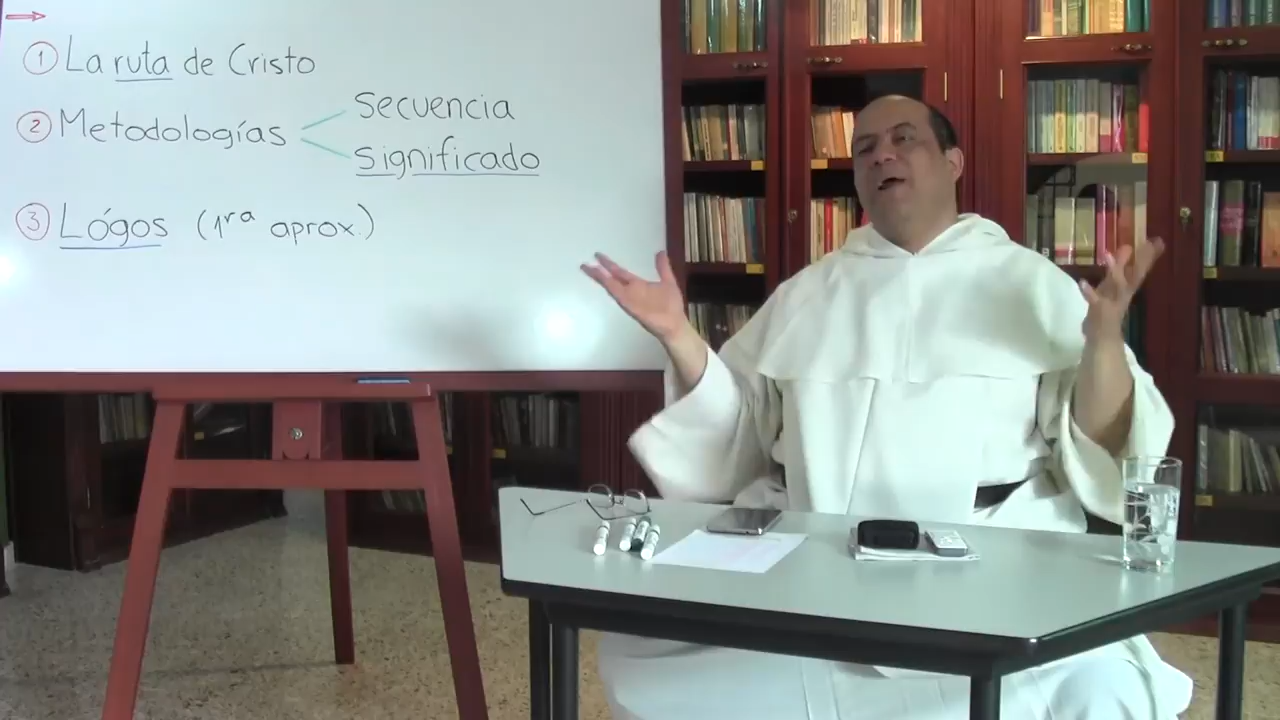 1 La ruta de Cristo
2 Metodologías
Secuencia
Significado
3 Lógos (1ra aprox.)